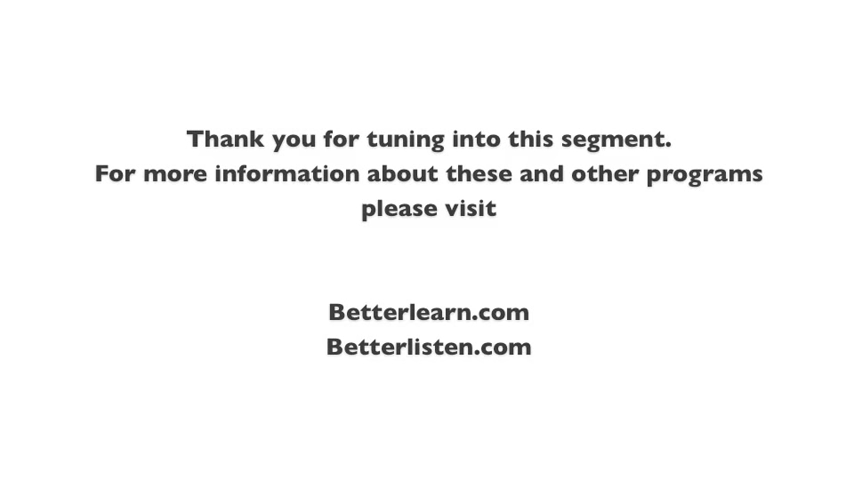 Thank you for tuning into this segment.
For more information about these and other programs
please visit
Betterlearn.com
Betterlisten.com